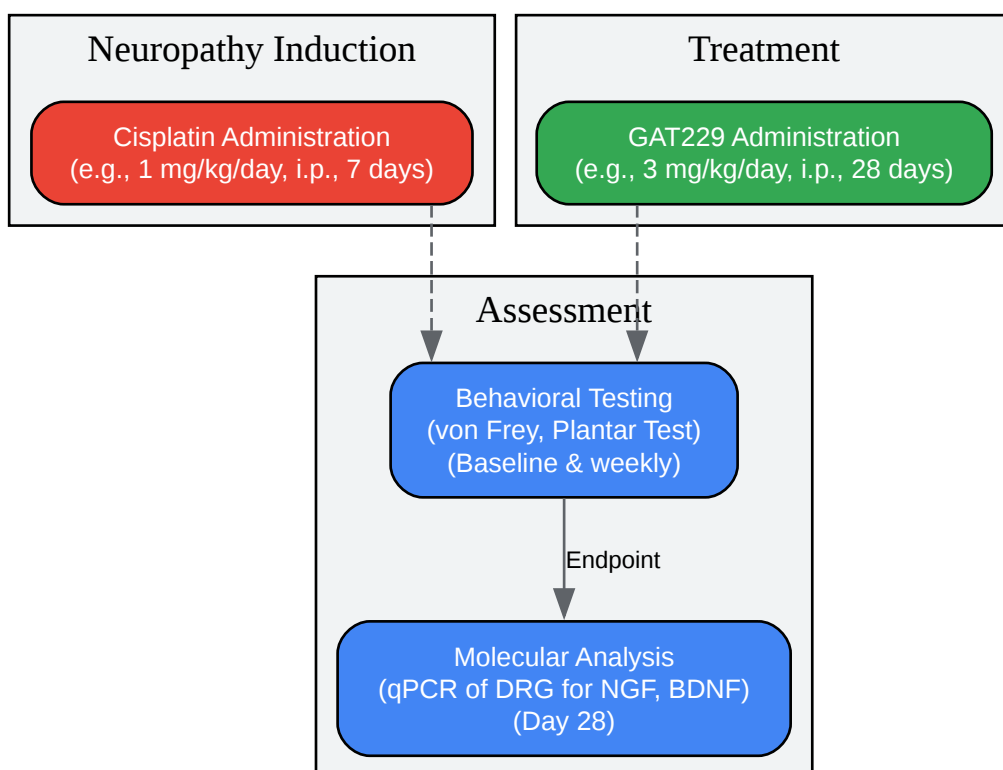 Neuropathy Induction
Cisplatin Administration
(e.g., 1 mg/kg/day, i.p., 7 days)
Treatment
GAT229 Administration
(e.g., 3 mg/kg/day, i.p., 28 days)
Assessment
Behavioral Testing
(von Frey, Plantar Test)
(Baseline & weekly)
Endpoint
Molecular Analysis
(qPCR of DRG for NGF, BDNF)
(Day 28)